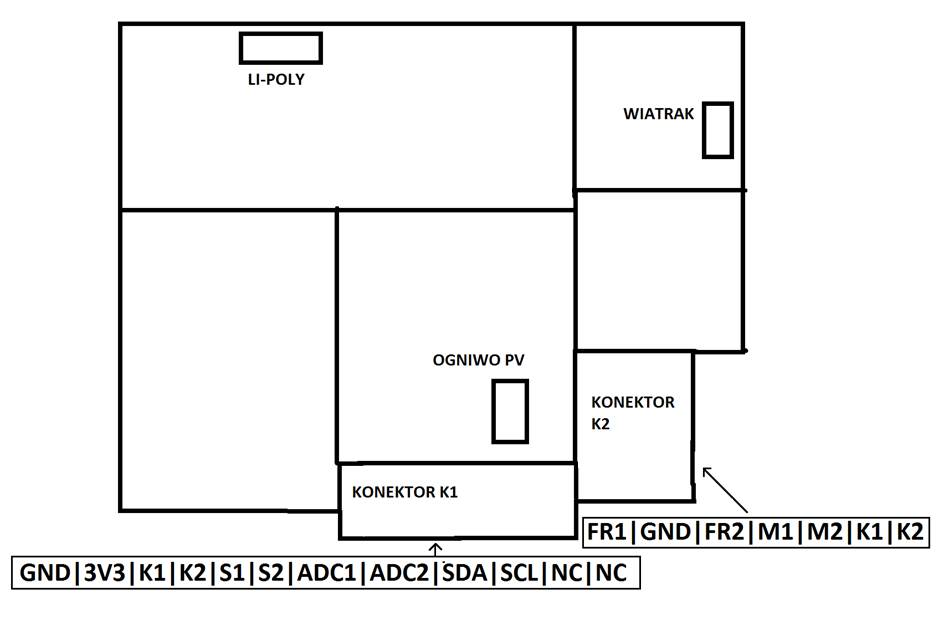 LI-POLY
WIATRAK
OGNIWO PV
KONEKTOR
K2
KONEKTOR K1
FR1|GND|FR2|M1|M2|K1|K2
GND|3V3|K1|K2|S1|S2|ADC1|ADC2|SDA|SCL|NC|NC